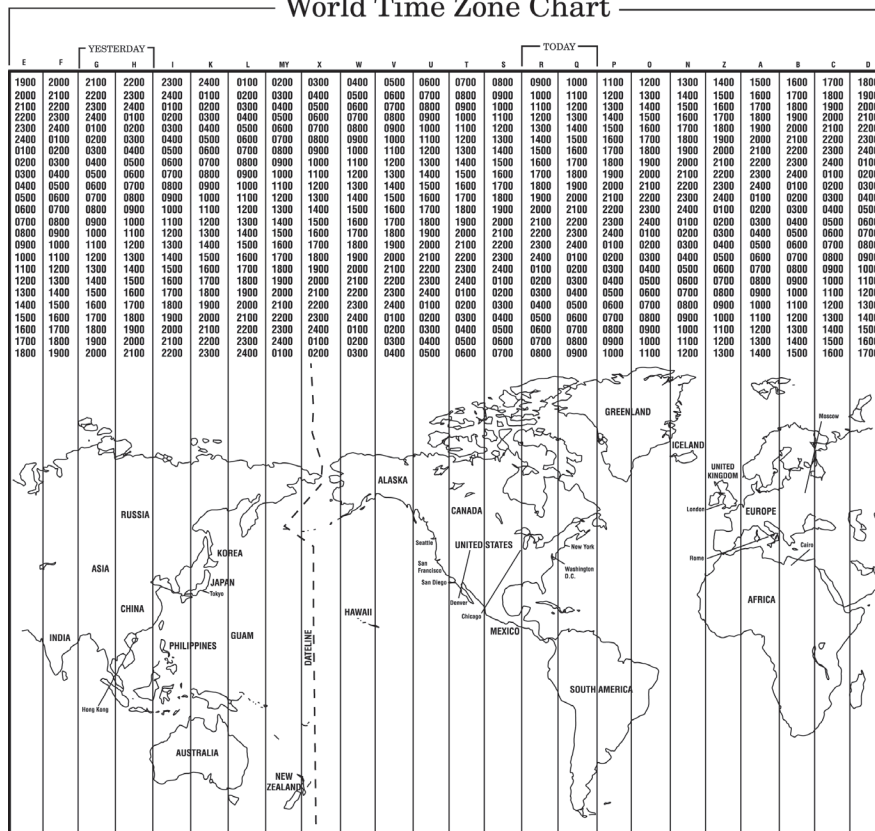 World Time Zone Chart
YESTERDAY TODAY
E F G H I K L MY X W V U T S R Q P O N Z A B C D
1900 2000 2100 2200 2300 2400 0100 0200 0300 0400 0500 0600 0700 0800 0900 1000 1100 1200 1300 1400 1500 1600 1700 1800
2000 2100 2200 2300 2400 0100 0200 0300 0400 0500 0600 0700 0800 0900 1000 1100 1200 1300 1400 1500 1600 1700 1800 1900
2100 2200 2300 2400 0100 0200 0300 0400 0500 0600 0700 0800 0900 1000 1100 1200 1300 1400 1500 1600 1700 1800 1900 2000
2200 2300 2400 0100 0200 0300 0400 0500 0600 0700 0800 0900 1000 1100 1200 1300 1400 1500 1600 1700 1800 1900 2000 2100
2300 2400 0100 0200 0300 0400 0500 0600 0700 0800 0900 1000 1100 1200 1300 1400 1500 1600 1700 1800 1900 2000 2100 2200
2400 0100 0200 0300 0400 0500 0600 0700 0800 0900 1000 1100 1200 1300 1400 1500 1600 1700 1800 1900 2000 2100 2200 2300
0100 0200 0300 0400 0500 0600 0700 0800 0900 1000 1100 1200 1300 1400 1500 1600 1700 1800 1900 2000 2100 2200 2300 2400
0200 0300 0400 0500 0600 0700 0800 0900 1000 1100 1200 1300 1400 1500 1600 1700 1800 1900 2000 2100 2200 2300 2400 0100
0300 0400 0500 0600 0700 0800 0900 1000 1100 1200 1300 1400 1500 1600 1700 1800 1900 2000 2100 2200 2300 2400 0100 0200
0400 0500 0600 0700 0800 0900 1000 1100 1200 1300 1400 1500 1600 1700 1800 1900 2000 2100 2200 2300 2400 0100 0200 0300
0500 0600 0700 0800 0900 1000 1100 1200 1300 1400 1500 1600 1700 1800 1900 2000 2100 2200 2300 2400 0100 0200 0300 0400
0600 0700 0800 0900 1000 1100 1200 1300 1400 1500 1600 1700 1800 1900 2000 2100 2200 2300 2400 0100 0200 0300 0400 0500
0700 0800 0900 1000 1100 1200 1300 1400 1500 1600 1700 1800 1900 2000 2100 2200 2300 2400 0100 0200 0300 0400 0500 0600
0800 0900 1000 1100 1200 1300 1400 1500 1600 1700 1800 1900 2000 2100 2200 2300 2400 0100 0200 0300 0400 0500 0600 0700
0900 1000 1100 1200 1300 1400 1500 1600 1700 1800 1900 2000 2100 2200 2300 2400 0100 0200 0300 0400 0500 0600 0700 0800
1000 1100 1200 1300 1400 1500 1600 1700 1800 1900 2000 2100 2200 2300 2400 0100 0200 0300 0400 0500 0600 0700 0800 0900
1100 1200 1300 1400 1500 1600 1700 1800 1900 2000 2100 2200 2300 2400 0100 0200 0300 0400 0500 0600 0700 0800 0900 1000
1200 1300 1400 1500 1600 1700 1800 1900 2000 2100 2200 2300 2400 0100 0200 0300 0400 0500 0600 0700 0800 0900 1000 1100
1300 1400 1500 1600 1700 1800 1900 2000 2100 2200 2300 2400 0100 0200 0300 0400 0500 0600 0700 0800 0900 1000 1100 1200
1400 1500 1600 1700 1800 1900 2000 2100 2200 2300 2400 0100 0200 0300 0400 0500 0600 0700 0800 0900 1000 1100 1200 1300
1500 1600 1700 1800 1900 2000 2100 2200 2300 2400 0100 0200 0300 0400 0500 0600 0700 0800 0900 1000 1100 1200 1300 1400
1600 1700 1800 1900 2000 2100 2200 2300 2400 0100 0200 0300 0400 0500 0600 0700 0800 0900 1000 1100 1200 1300 1400 1500
1700 1800 1900 2000 2100 2200 2300 2400 0100 0200 0300 0400 0500 0600 0700 0800 0900 1000 1100 1200 1300 1400 1500 1600
1800 1900 2000 2100 2200 2300 2400 0100 0200 0300 0400 0500 0600 0700 0800 0900 1000 1100 1200 1300 1400 1500 1600 1700
GREENLAND
Moscow
ICELAND
UNITED
KINGDOM
ALASKA
CANADA
London
EUROPE
RUSSIA
Seattle
UNITED STATES
New York
Cairo
KOREA
Rome
San
Francisco
Washington
D.C.
ASIA
JAPAN
San Diego
Tokyo
Denver
AFRICA
CHINA
HAWAII
Chicago
MEXICO
INDIA
GUAM
PHILIPPINES
DATELINE
SOUTH AMERICA
Hong Kong
AUSTRALIA
NEW
ZEALAND